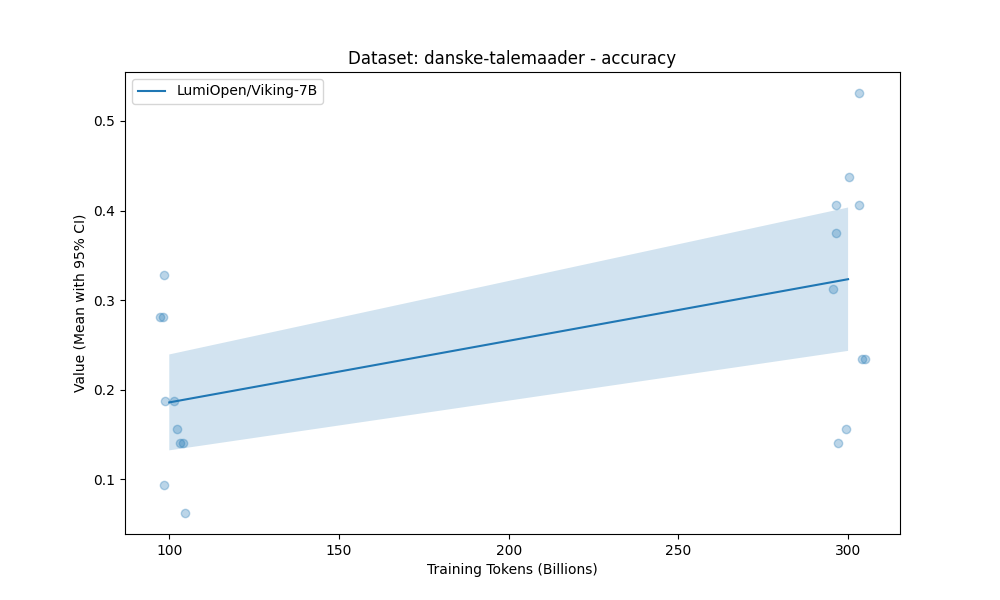 Dataset: danske-talemaader - accuracy
LumiOpen/Viking-7B
Value (Mean with 95% CI)
0.5
0.4
0.3
0.2
0.1
100
150
200
250
300
Training Tokens (Billions)